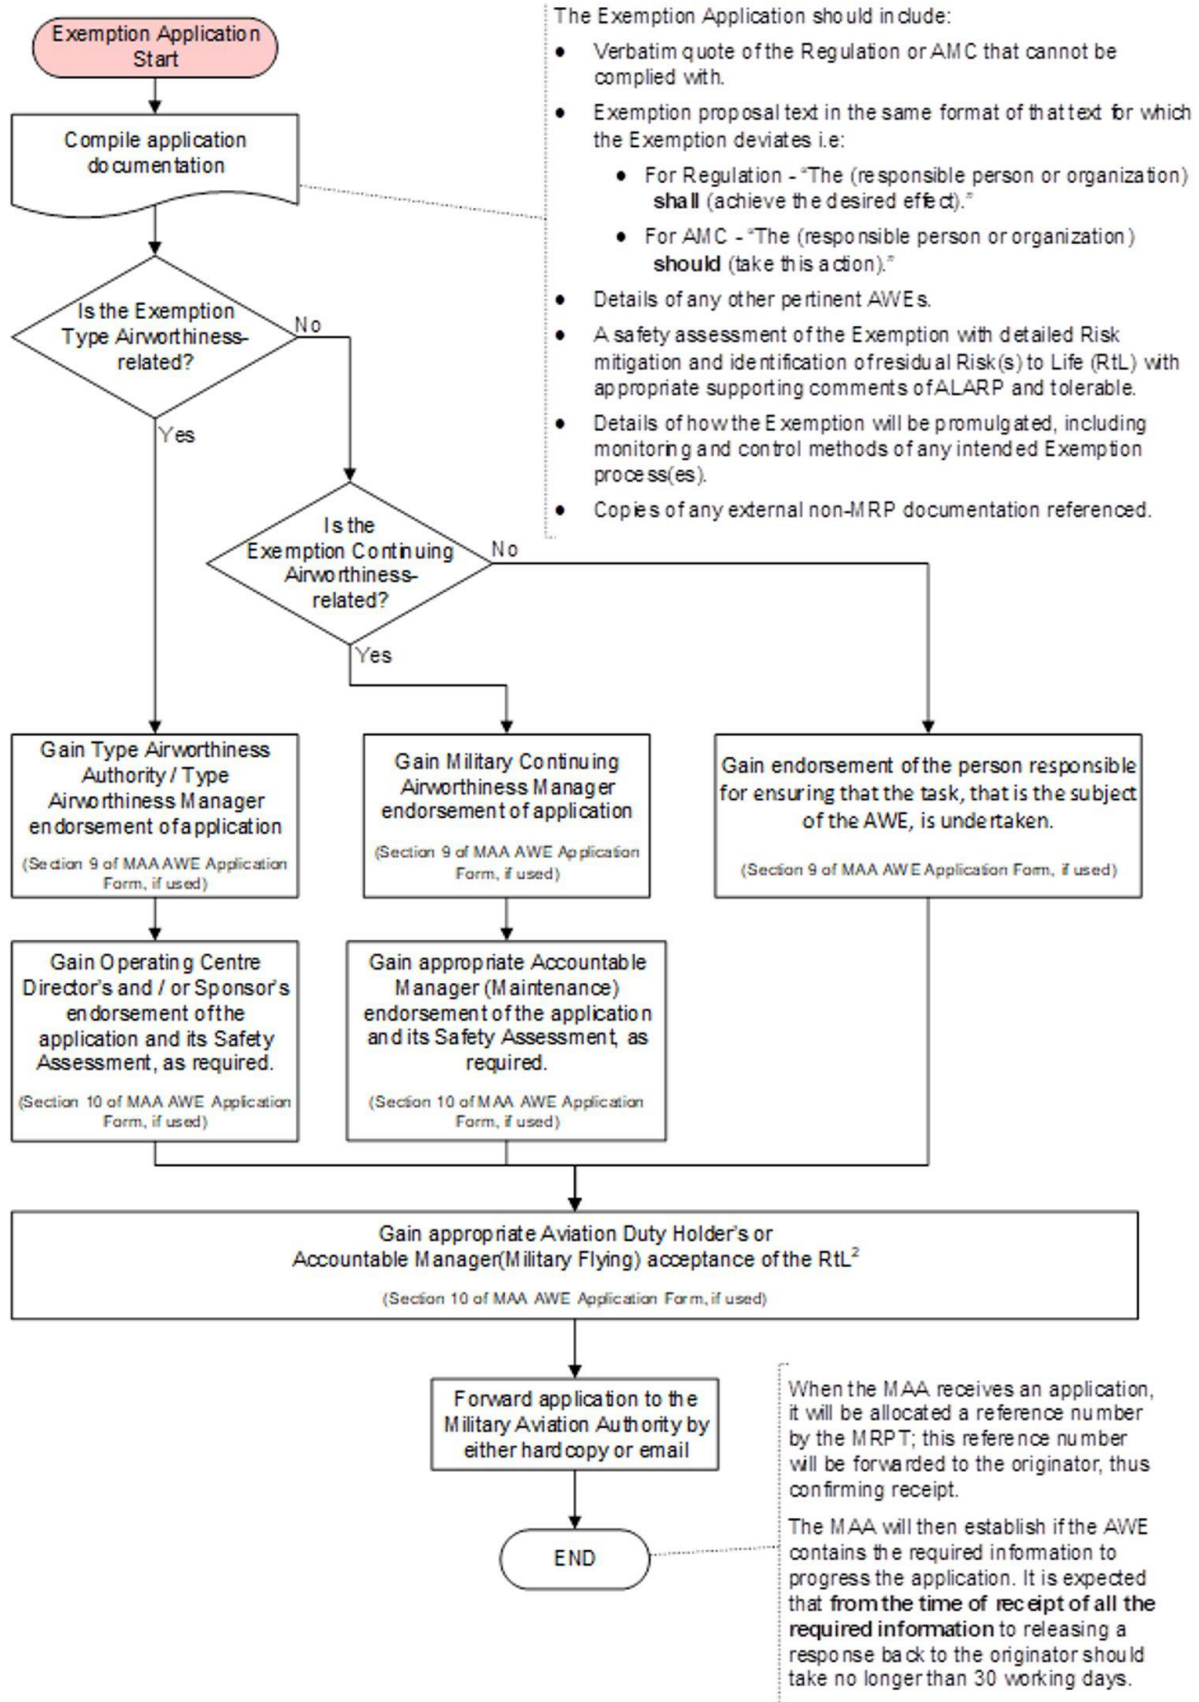 Exemption Application
Start
The Exemption Application should include:
● Verbatim quote of the Regulation or AMC that cannot be
complied with.
● Exemption proposal text in the same format of that text for which
the Exemption deviates i.e:
● For Regulation - “The (responsible person or organization)
shall (achieve the desired effect).”
● For AMC - “The (responsible person or organization)
should (take this action).”
● Details of any other pertinent AWEs.
● A safety assessment of the Exemption with detailed Risk
mitigation and identification of residual Risk(s) to Life (RtL) with
appropriate supporting comments of ALARP and tolerable.
● Details of how the Exemption will be promulgated, including
monitoring and control methods of any intended Exemption
process(es).
● Copies of any external non-MRP documentation referenced.
Compile application
documentation
Is the Exemption
Type Airworthiness-
related?
No
Yes
Is the
Exemption Continuing
Airworthiness-
related?
No
Yes
Gain Type Airworthiness
Authority / Type
Airworthiness Manager
endorsement of application
(Section 9 of MAA AWE Application
Form, if used)
Gain Military Continuing
Airworthiness Manager
endorsement of application
(Section 9 of MAA AWE Application
Form, if used)
Gain endorsement of the person responsible
for ensuring that the task, that is the subject
of the AWE, is undertaken.
(Section 9 of MAA AWE Application Form, if used)
Gain Operating Centre
Director's and / or Sponsor's
endorsement of the
application and its Safety
Assessment, as required.
(Section 10 of MAA AWE Application
Form, if used)
Gain appropriate Accountable
Manager (Maintenance)
endorsement of the application
and its Safety Assessment, as
required.
(Section 10 of MAA AWE Application
Form, if used)
Gain appropriate Aviation Duty Holder's or
Accountable Manager(Military Flying) acceptance of the RtL²
(Section 10 of MAA AWE Application Form, if used)
Forward application to the
Military Aviation Authority by
either hardcopy or email
END
When the MAA receives an application,
it will be allocated a reference number
by the MRPT; this reference number
will be forwarded to the originator, thus
confirming receipt.
The MAA will then establish if the AWE
contains the required information to
progress the application. It is expected
that from the time of receipt of all the
required information to releasing a
response back to the originator should
take no longer than 30 working days.